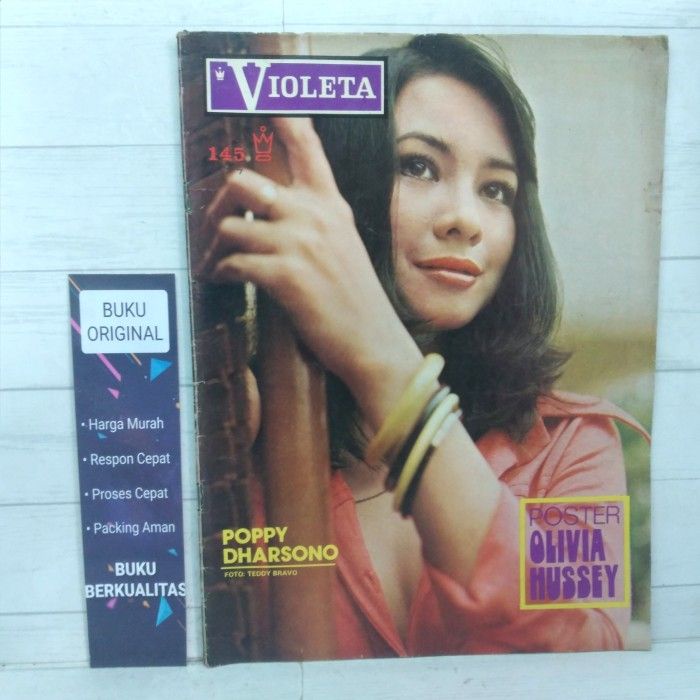 VIOLETA
145
POPPY
DHARSONO
FOTO: TEDDY BRAVO
POSTER
OLIVIA
HUSSEY
BUKU
ORIGINAL
• Harga Murah
• Respon Cepat
• Proses Cepat
• Packing Aman
BUKU
BERKUALITAS